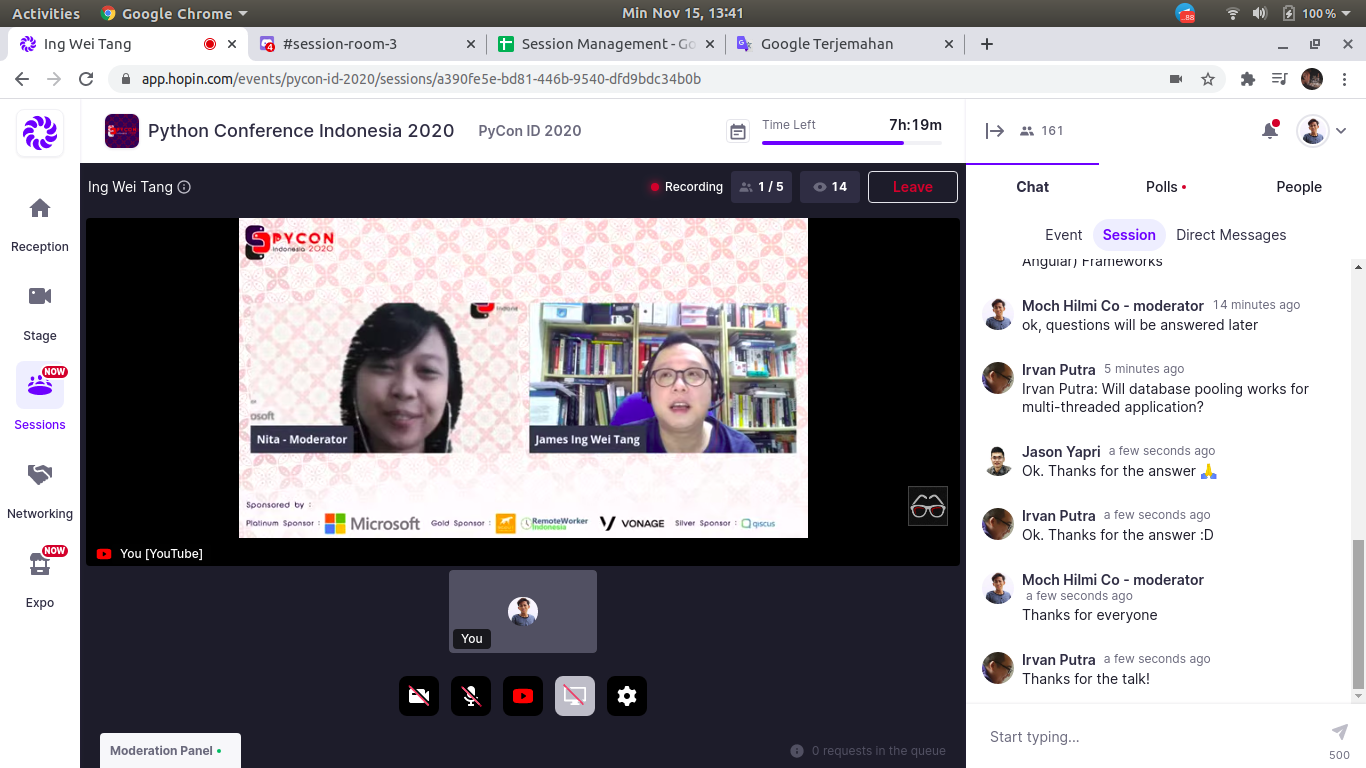 Activities
Google Chrome
Min Nov 15, 13:41
88
100 %
Ing Wei Tang
4
#session-room-3
Session Management - Go
Google Terjemahan
app.hopin.com/events/pycon-id-2020/sessions/a390fe5e-bd81-446b-9540-dfd9bdc34b0b
Python Conference Indonesia 2020
PyCon ID 2020
Time Left
7h:19m
161
Reception
Stage
NOW
Sessions
Networking
NOW
Expo
Ing Wei Tang
Recording
1 / 5
14
Leave
PYCON
Indonesia 2020
osoft
Nita - Moderator
James Ing Wei Tang
Sponsored by :
Platinum Sponsor :
Microsoft
Gold Sponsor :
RemoteWorker
Indonesia
VONAGE
Silver Sponsor :
qiscus
You [YouTube]
You
Moderation Panel
0 requests in the queue
Chat
Polls
People
Event
Session
Direct Messages
Angular) Frameworks
Moch Hilmi Co - moderator 14 minutes ago
ok, questions will be answered later
Irvan Putra 5 minutes ago
Irvan Putra: Will database pooling works for
multi-threaded application?
Jason Yapri a few seconds ago
Ok. Thanks for the answer 🙏
Irvan Putra a few seconds ago
Ok. Thanks for the answer :D
Moch Hilmi Co - moderator
a few seconds ago
Thanks for everyone
Irvan Putra a few seconds ago
Thanks for the talk!
Start typing...
500